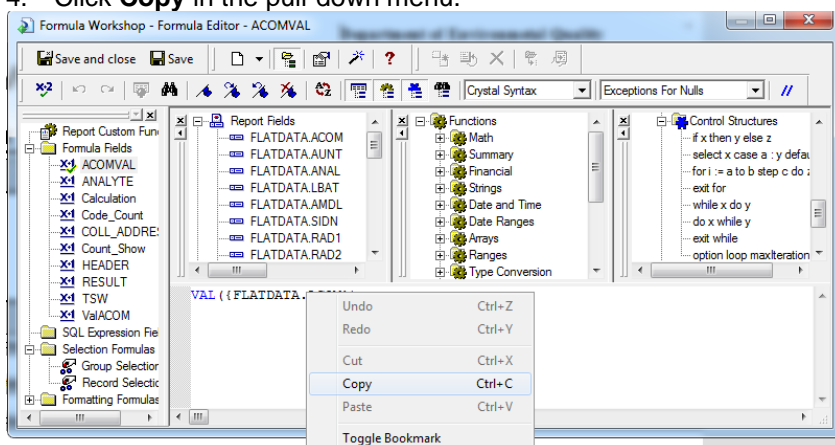 4. Click Copy in the pull-down menu.
Formula Workshop - Formula Editor - ACOMVAL
Department of Environmental Quality
Save and close Save
Crystal Syntax Exceptions For Nulls //
Report Custom Fun
Formula Fields
ACOMVAL
ANALYTE
Calculation
Code_Count
COLL_ADDRE
Count_Show
HEADER
RESULT
TSW
ValACOM
SQL Expression Fie
Selection Formulas
Group Selection
Record Selectic
Formatting Formulas
Report Fields
FLATDATA.ACOM
FLATDATA.AUNT
FLATDATA.ANAL
FLATDATA.LBAT
FLATDATA.AMDL
FLATDATA.SIDN
FLATDATA.RAD1
FLATDATA.RAD2
Functions
Math
Summary
Financial
Strings
Date and Time
Date Ranges
Arrays
Ranges
Type Conversion
Control Structures
if x then y else z
select x case a : y defau
for i := a to b step c do z
exit for
while x do y
do x while y
exit while
option loop maxIteration
VAL({FLATDATA.
Undo Ctrl+Z
Redo Ctrl+Y
Cut Ctrl+X
Copy Ctrl+C
Paste Ctrl+V
Toggle Bookmark